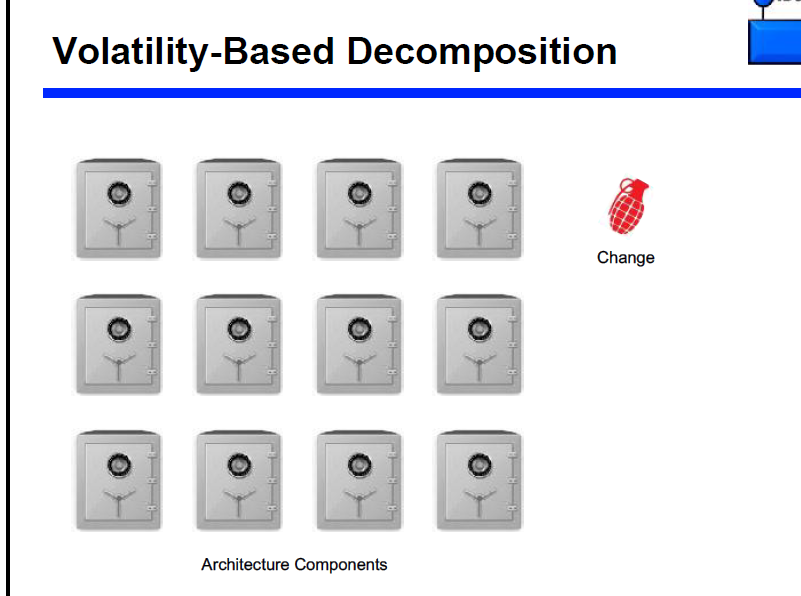 Volatility-Based Decomposition
Change
Architecture Components